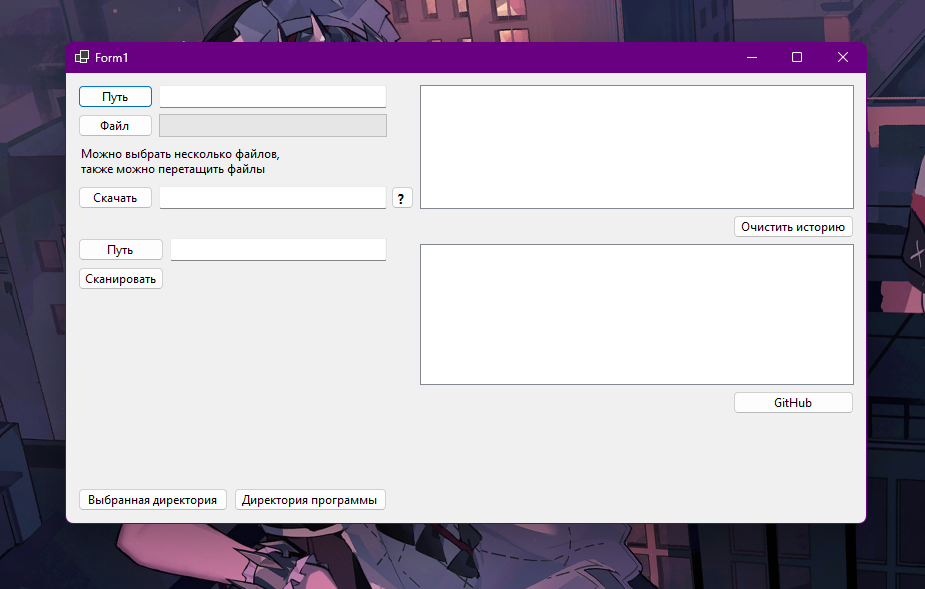 Form1
Путь
Файл
Можно выбрать несколько файлов,
также можно перетащить файлы
Скачать
?
Очистить историю
Путь
Сканировать
GitHub
Выбранная директория
Директория программы